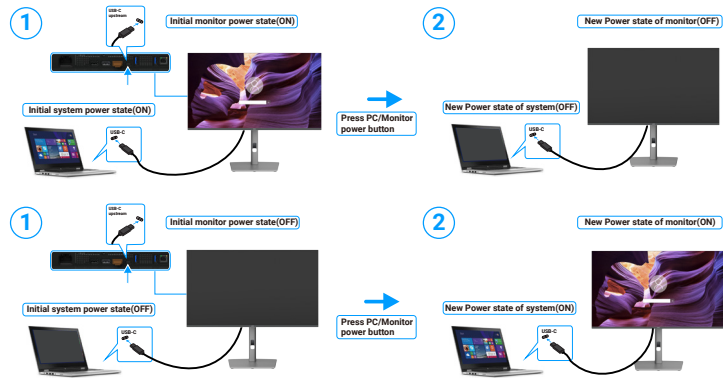 1
USB-C
upstream
Initial monitor power state(ON)
Initial system power state(ON)
USB-C
Press PC/Monitor
power button
2
New Power state of monitor(OFF)
New Power state of system(OFF)
USB-C
1
USB-C
upstream
Initial monitor power state(OFF)
Initial system power state(OFF)
USB-C
Press PC/Monitor
power button
2
New Power state of monitor(ON)
New Power state of system(ON)
USB-C